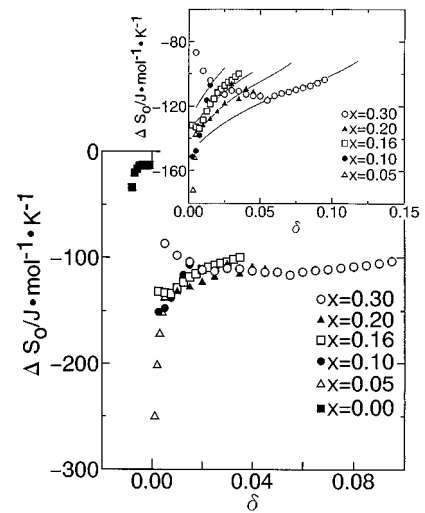 Δ S₀/J•mol⁻¹•K⁻¹
-80
-120
-160
0.00
0.05
0.10
0.15
δ
○x=0.30
▲x=0.20
□x=0.16
●x=0.10
△x=0.05
Δ S₀/J•mol⁻¹•K⁻¹
0
-100
-200
-300
0.00
0.04
0.08
δ
○x=0.30
▲x=0.20
□x=0.16
●x=0.10
△x=0.05
■x=0.00